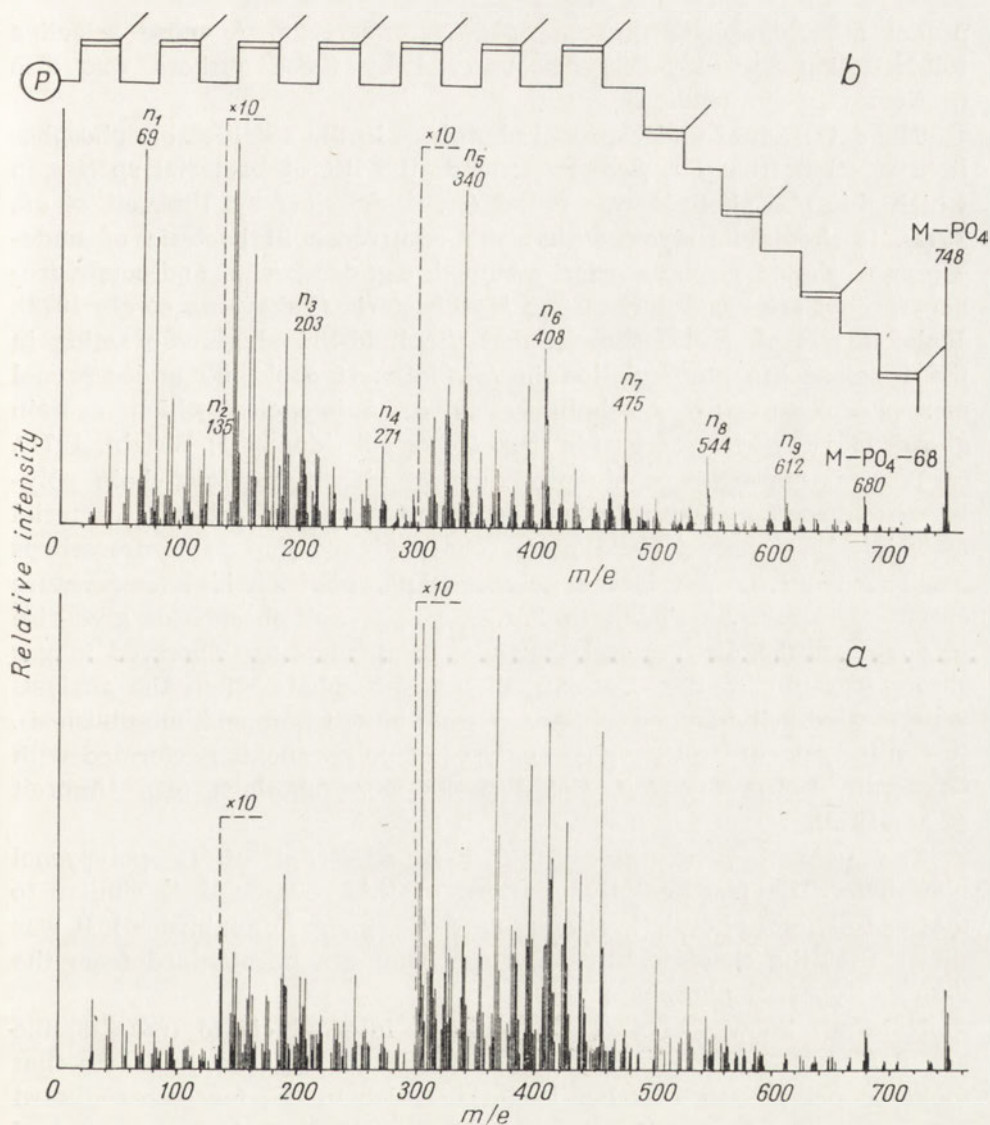 P
b
n1
69
×10
n2
135
n3
203
n4
271
×10
n5
340
n6
408
n7
475
n8
544
n9
612
M-PO4-68
680
M-PO4
748
0 100 200 300 400 500 600 700
m/e
Relative intensity
a
×10
×10
0 100 200 300 400 500 600 700
m/e